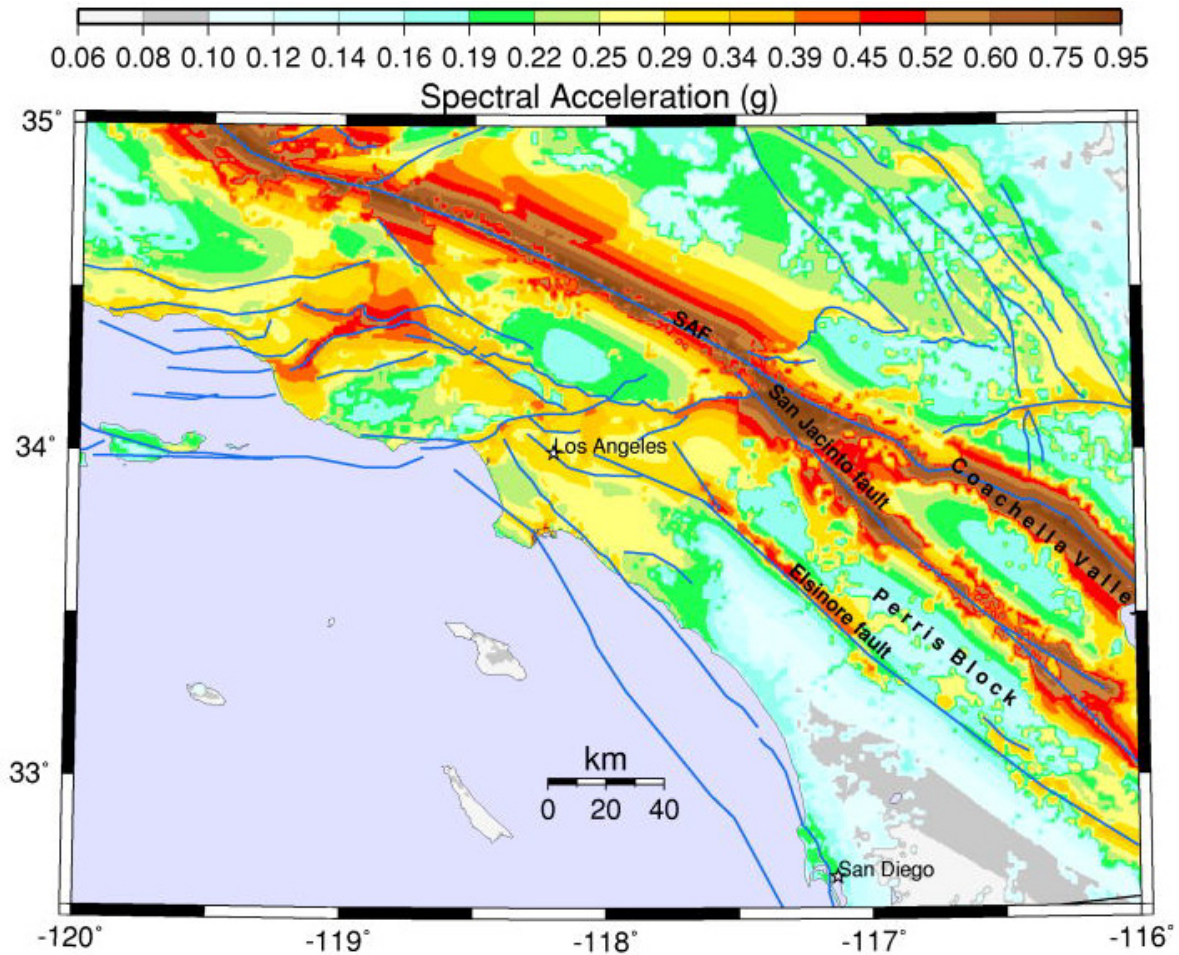 0.06 0.08 0.10 0.12 0.14 0.16 0.19 0.22 0.25 0.29 0.34 0.39 0.45 0.52 0.60 0.75 0.95
Spectral Acceleration (g)
35°
SAF
San Jacinto fault
34°
Los Angeles
Coachella Valle
Elsinore fault
Perris Block
33°
km
0 20 40
San Diego
-120° -119° -118° -117° -116°